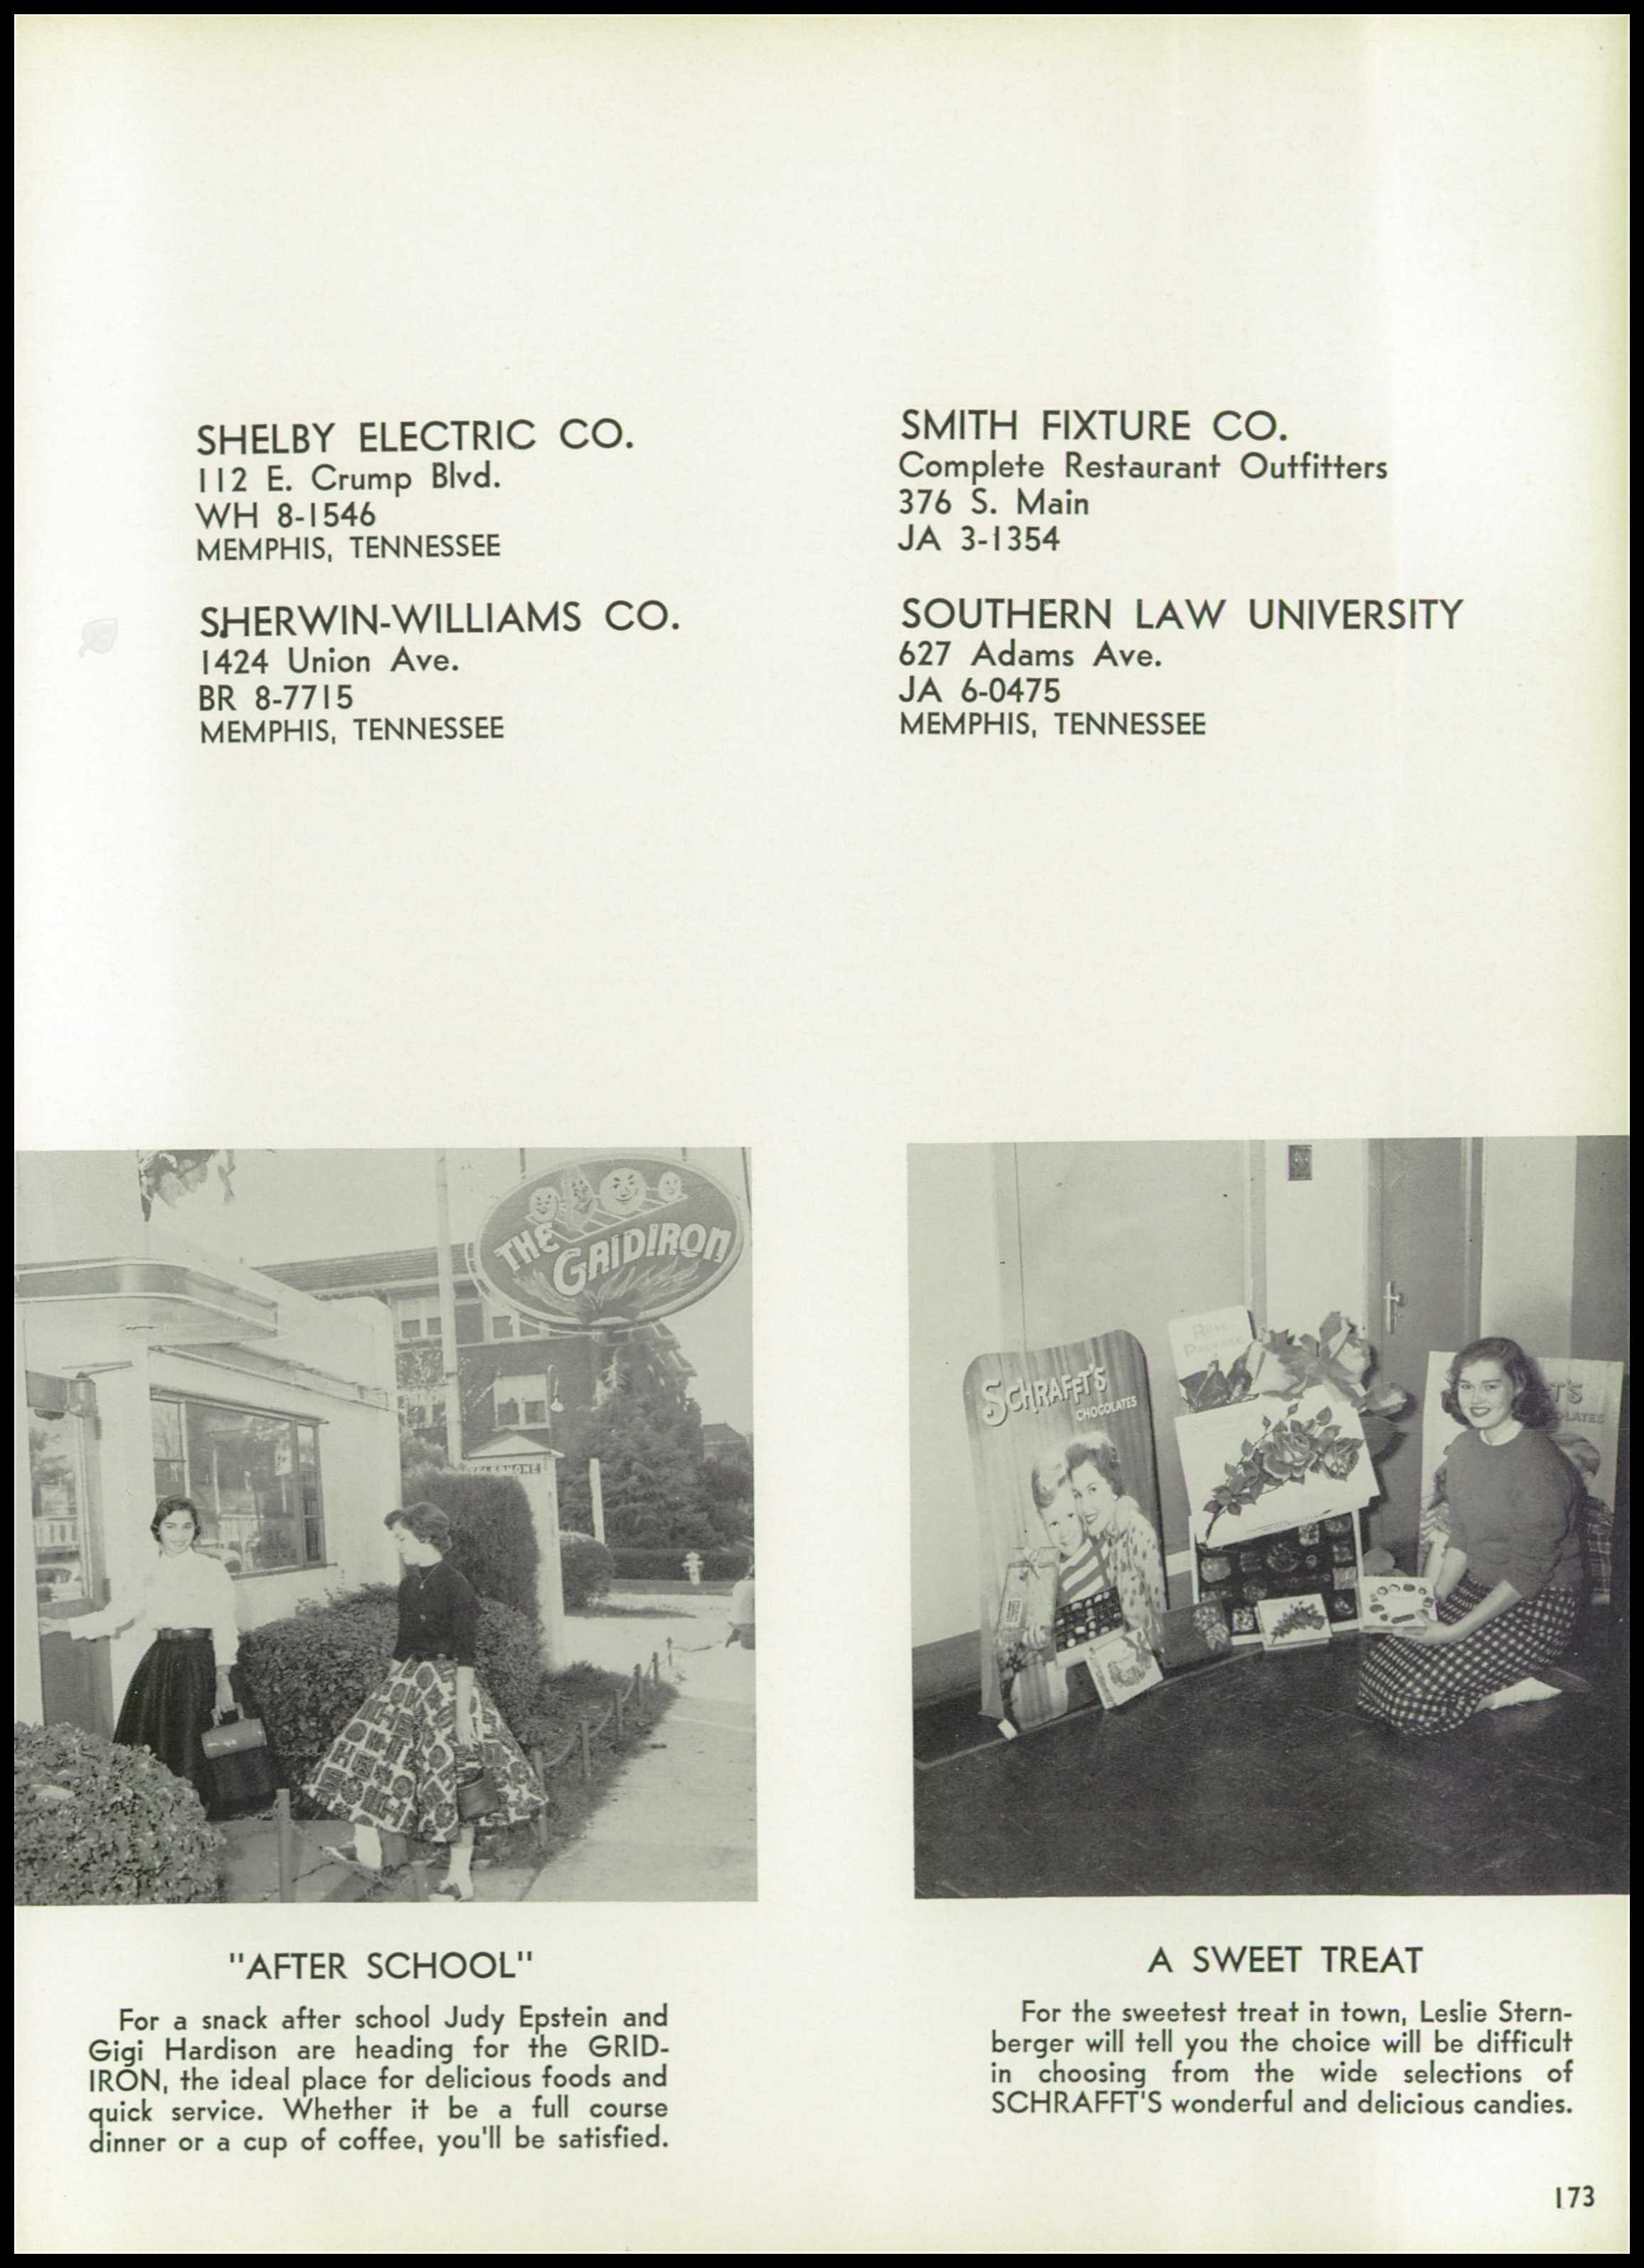 SHELBY ELECTRIC CO.
112 E. Crump Blvd.
WH 8-1546
MEMPHIS, TENNESSEE
SHERWIN-WILLIAMS CO.
1424 Union Ave.
BR 8-7715
MEMPHIS, TENNESSEE
SMITH FIXTURE CO.
Complete Restaurant Outfitters
376 S. Main
JA 3-1354
SOUTHERN LAW UNIVERSITY
627 Adams Ave.
JA 6-0475
MEMPHIS, TENNESSEE
THE
GRIDIRON
TELEPHONE
SCHRAFFT'S
CHOCOLATES
Rose
Package
T'S
OLATES
"AFTER SCHOOL"
For a snack after school Judy Epstein and
Gigi Hardison are heading for the GRID-
IRON, the ideal place for delicious foods and
quick service. Whether it be a full course
dinner or a cup of coffee, you'll be satisfied.
A SWEET TREAT
For the sweetest treat in town, Leslie Stern-
berger will tell you the choice will be difficult
in choosing from the wide selections of
SCHRAFFT'S wonderful and delicious candies.
173